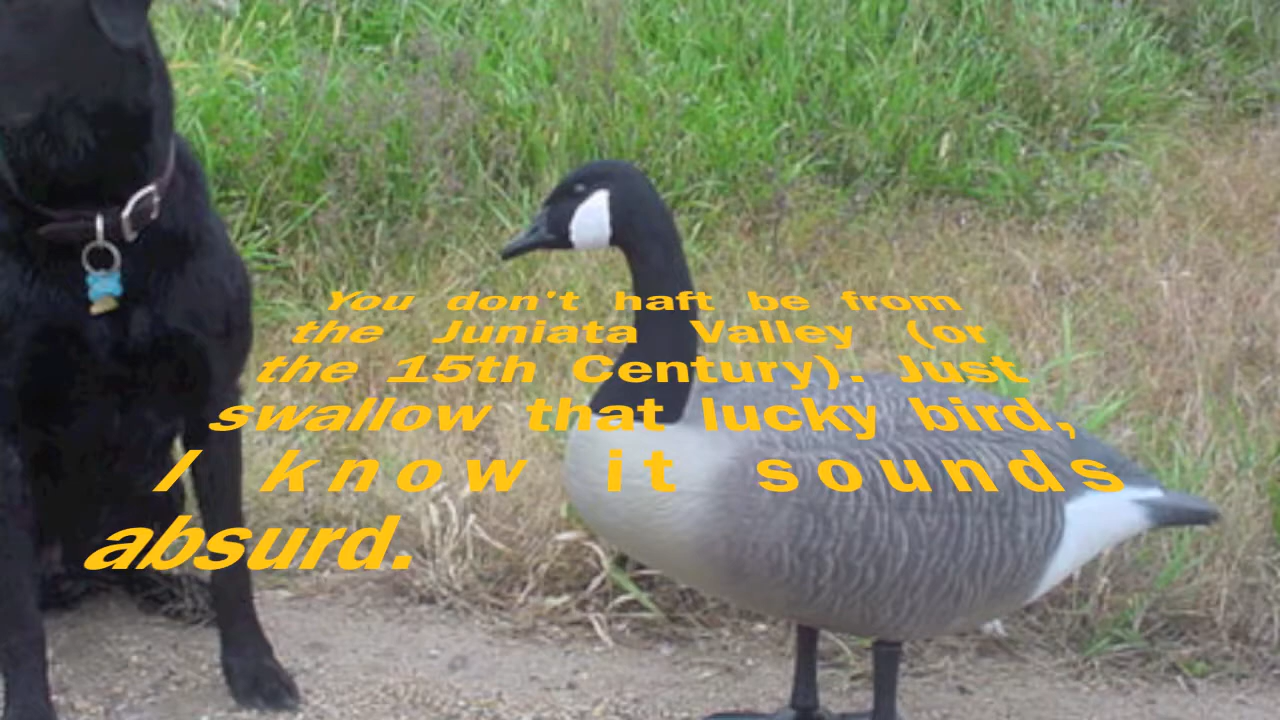 You don't haft be from
the Juniata Valley (or
the 15th Century). Just
swallow that lucky bird,
I know it sounds
absurd.